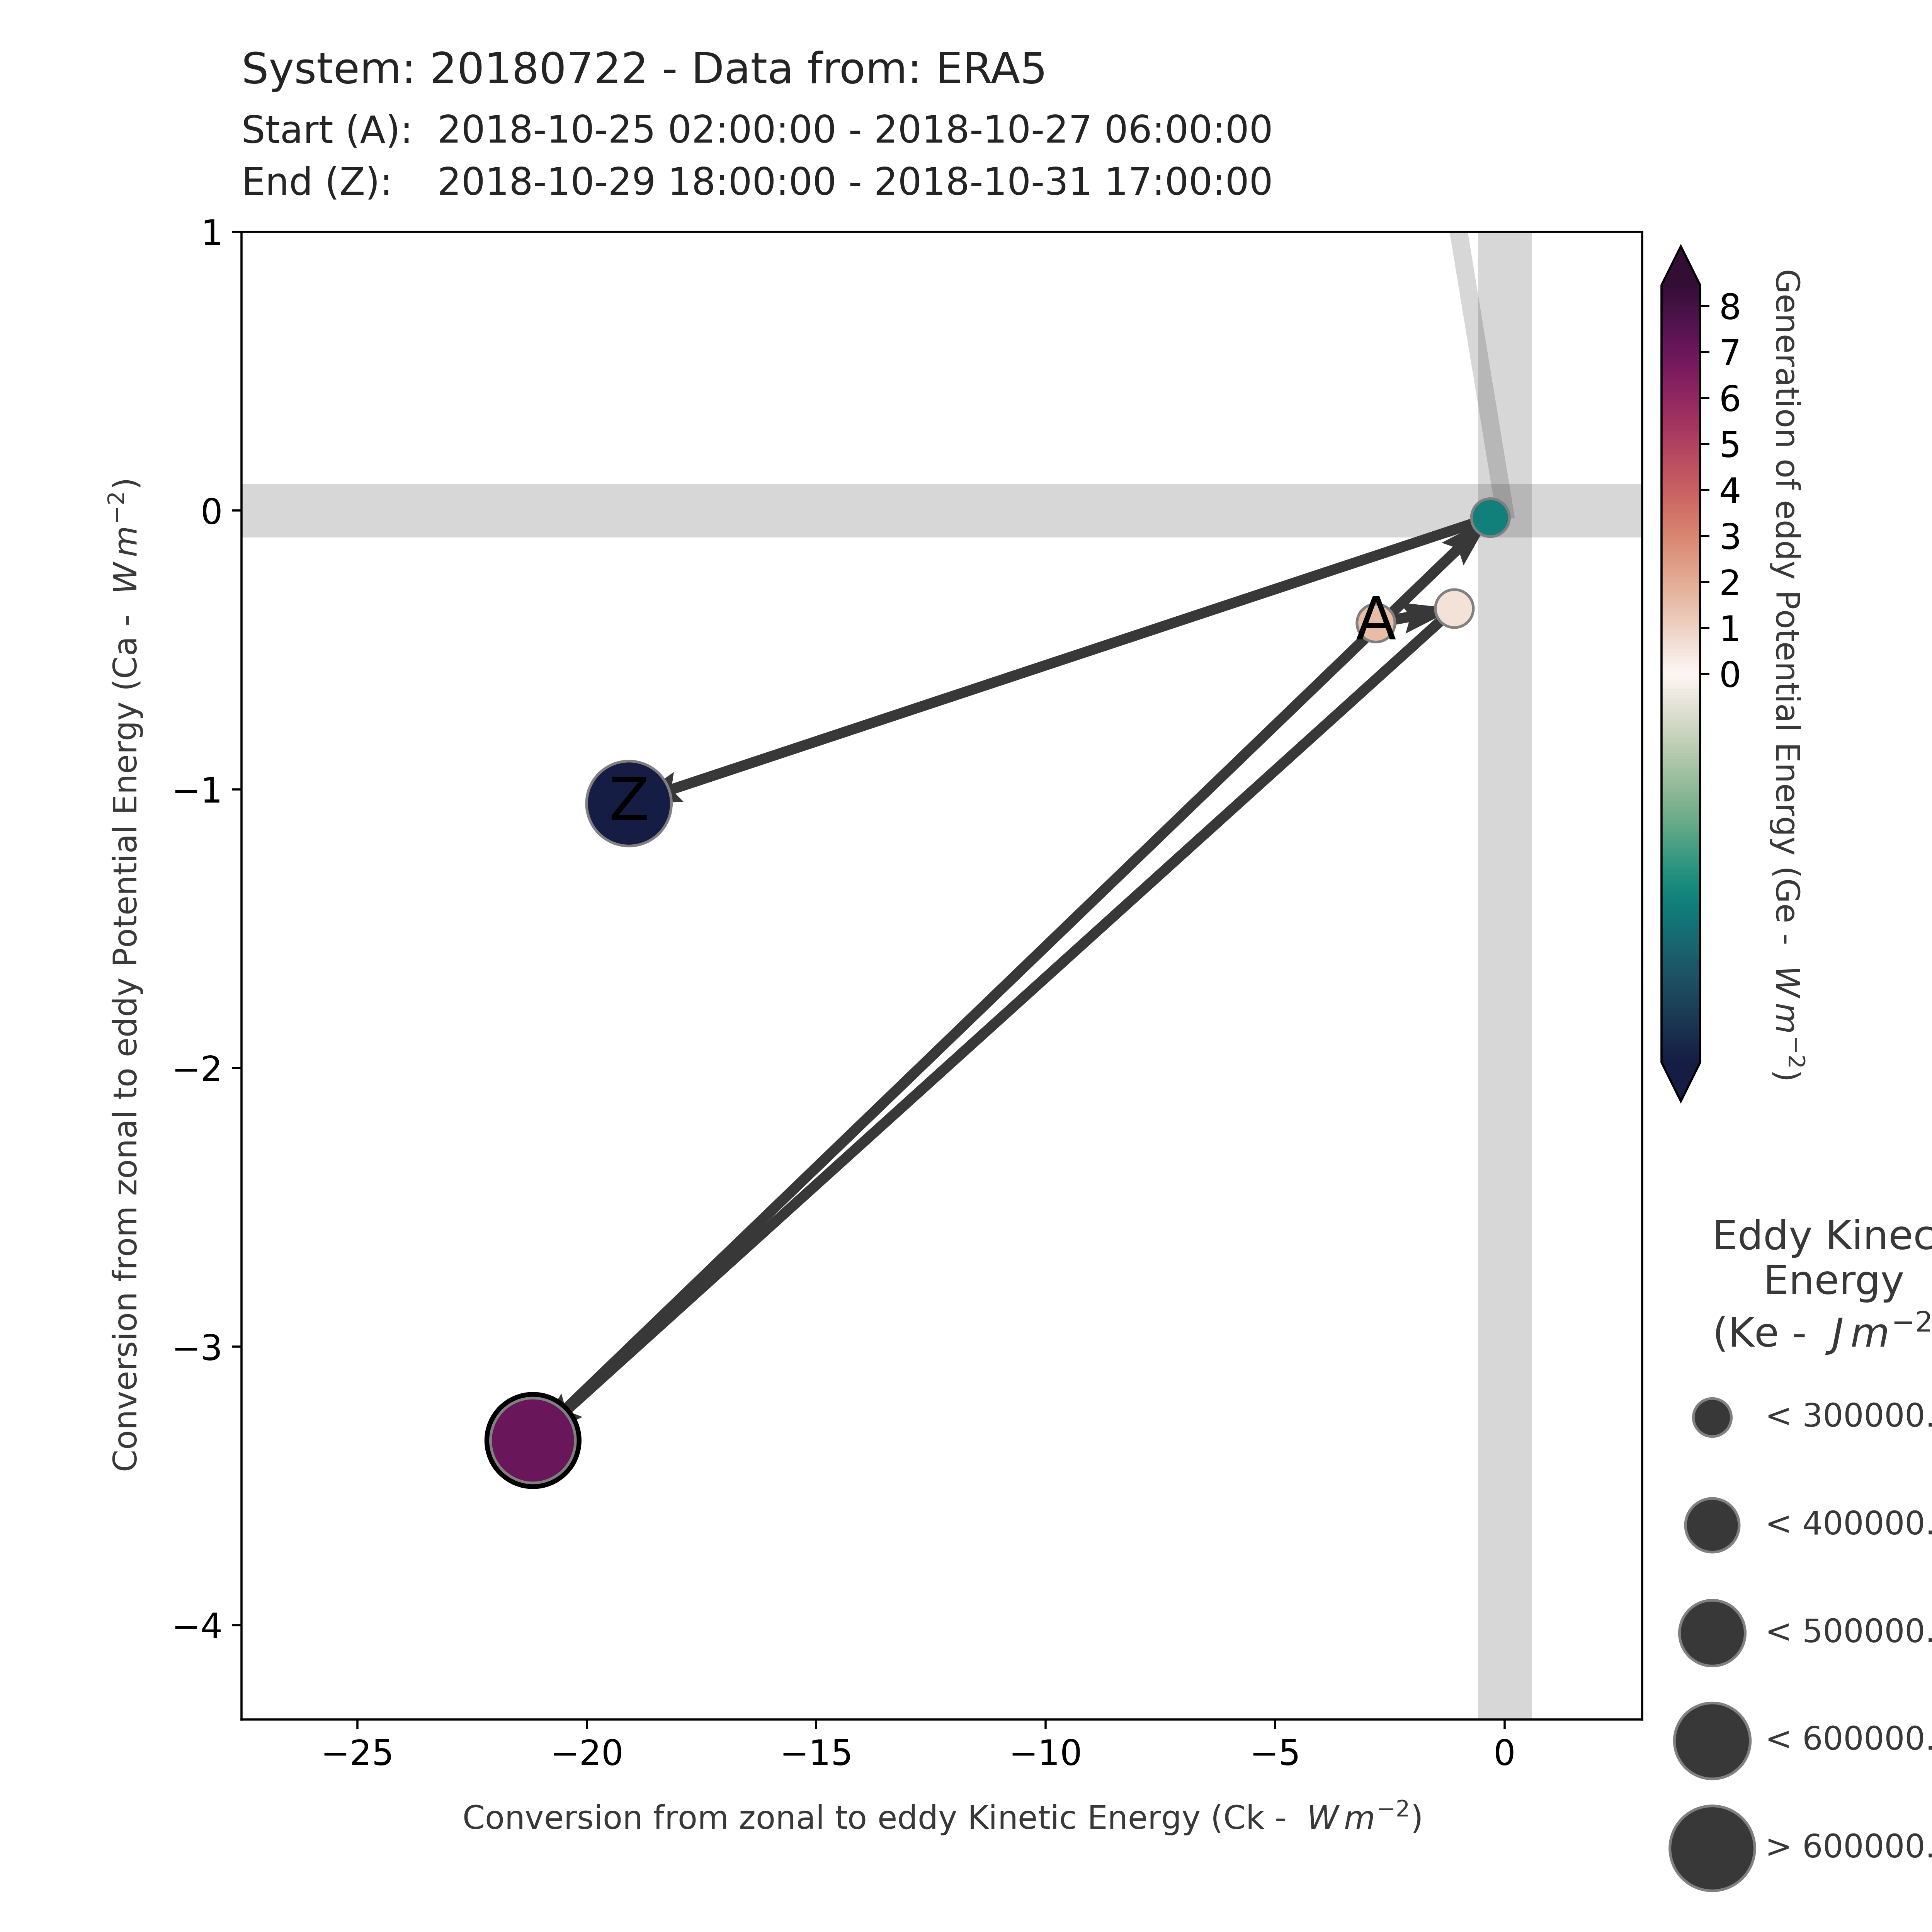 System: 20180722 - Data from: ERA5
Start (A): 2018-10-25 02:00:00 - 2018-10-27 06:00:00
End (Z): 2018-10-29 18:00:00 - 2018-10-31 17:00:00
1
0
−1
−2
−3
−4
Conversion from zonal to eddy Potential Energy (Ca - W m⁻²)
A
Z
−25
−20
−15
−10
−5
0
Conversion from zonal to eddy Kinetic Energy (Ck - W m⁻²)
8
7
6
5
4
3
2
1
0
Generation of eddy Potential Energy (Ge - W m⁻²)
Eddy Kinec
Energy
(Ke - J m⁻²
< 300000.
< 400000.
< 500000.
< 600000.
> 600000.